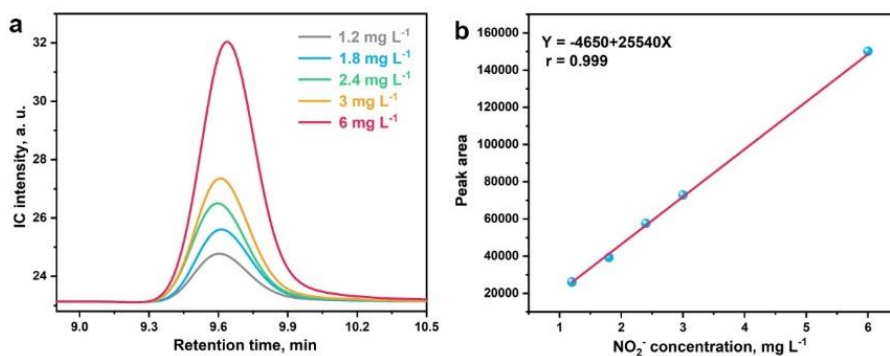 a
1.2 mg L⁻¹
1.8 mg L⁻¹
2.4 mg L⁻¹
3 mg L⁻¹
6 mg L⁻¹
IC intensity, a. u.
32
30
28
26
24
9.0 9.3 9.6 9.9 10.2 10.5
Retention time, min
b
Y = -4650+25540X
r = 0.999
Peak area
160000
140000
120000
100000
80000
60000
40000
20000
1 2 3 4 5 6
NO₂⁻ concentration, mg L⁻¹